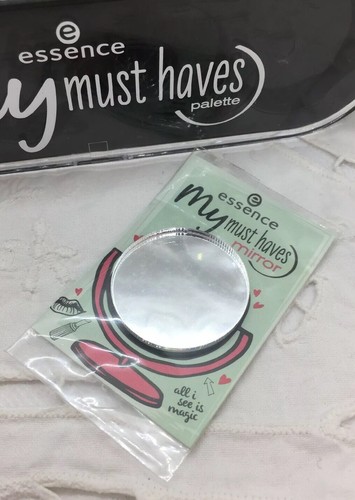 essence
my must haves
palette
essence
my must haves
mirror
all i
see is
magic